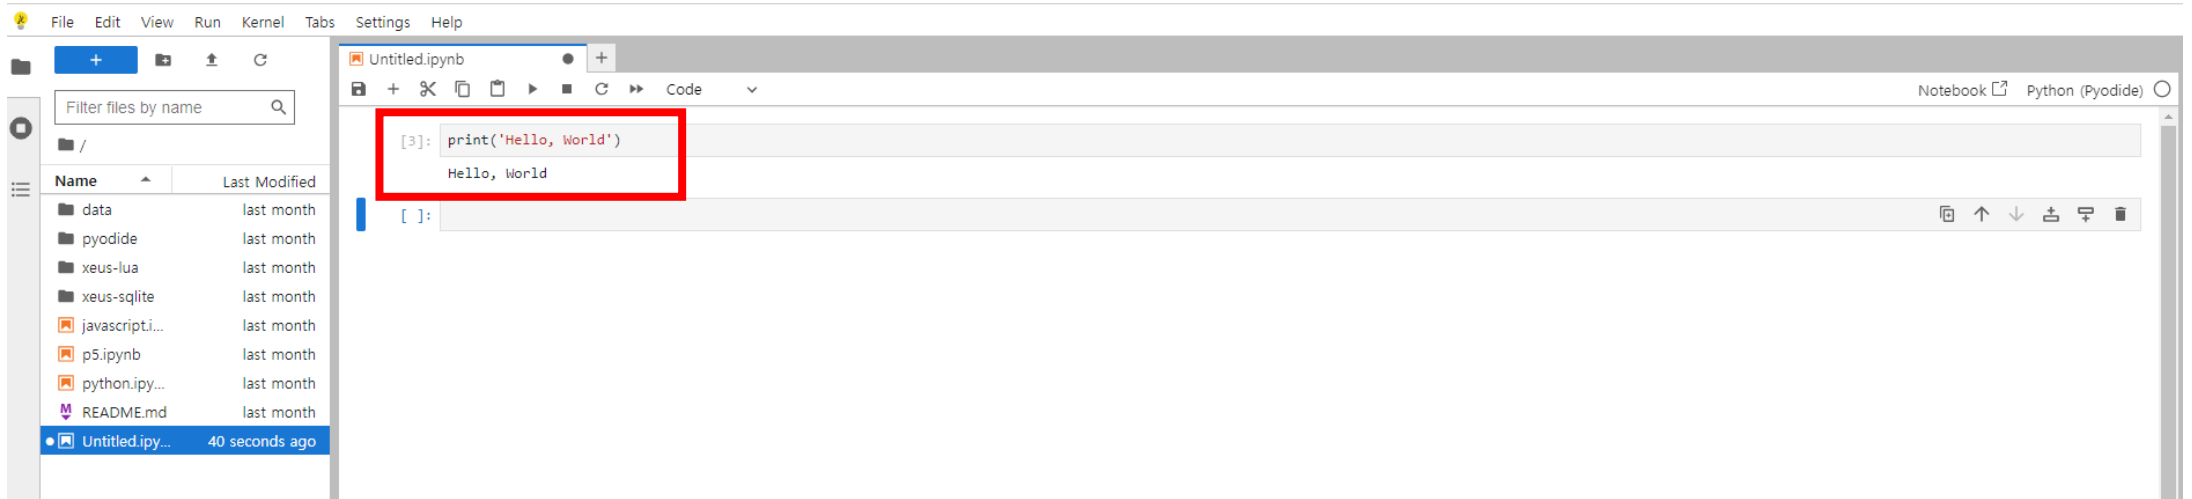 File Edit View Run Kernel Tabs Settings Help
Untitled.ipynb
Code
Notebook Python (Pyodide)
Filter files by name
/
Name Last Modified
data last month
pyodide last month
xeus-lua last month
xeus-sqlite last month
javascript.i... last month
p5.ipynb last month
python.ipy... last month
README.md last month
Untitled.ipy... 40 seconds ago
[3]: print('Hello, World')
Hello, World
[ ]: